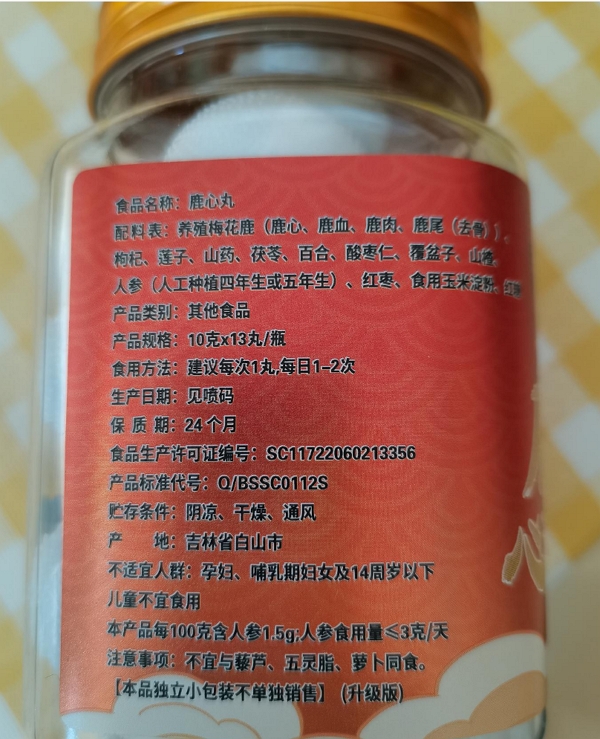 食品名称：鹿心丸
配料表：养殖梅花鹿（鹿心、鹿血、鹿肉、鹿尾（去骨））、
枸杞、莲子、山药、茯苓、百合、酸枣仁、覆盆子、山楂、
人参（人工种植四年生或五年生）、红枣、食用玉米淀粉、红糖
产品类别：其他食品
产品规格：10克x13丸/瓶
食用方法：建议每次1丸,每日1-2次
生产日期：见喷码
保 质 期：24个月
食品生产许可证编号：SC11722060213356
产品标准代号：Q/BSSC0112S
贮存条件：阴凉、干燥、通风
产　　地：吉林省白山市
不适宜人群：孕妇、哺乳期妇女及14周岁以下
儿童不宜食用
本产品每100克含人参1.5g;人参食用量≤3克/天
注意事项：不宜与藜芦、五灵脂、萝卜同食。
【本品独立小包装不单独销售】（升级版）
心